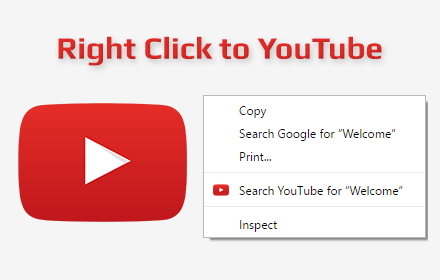 Right Click to YouTube
Copy
Search Google for “Welcome”
Print...
Search YouTube for “Welcome”
Inspect